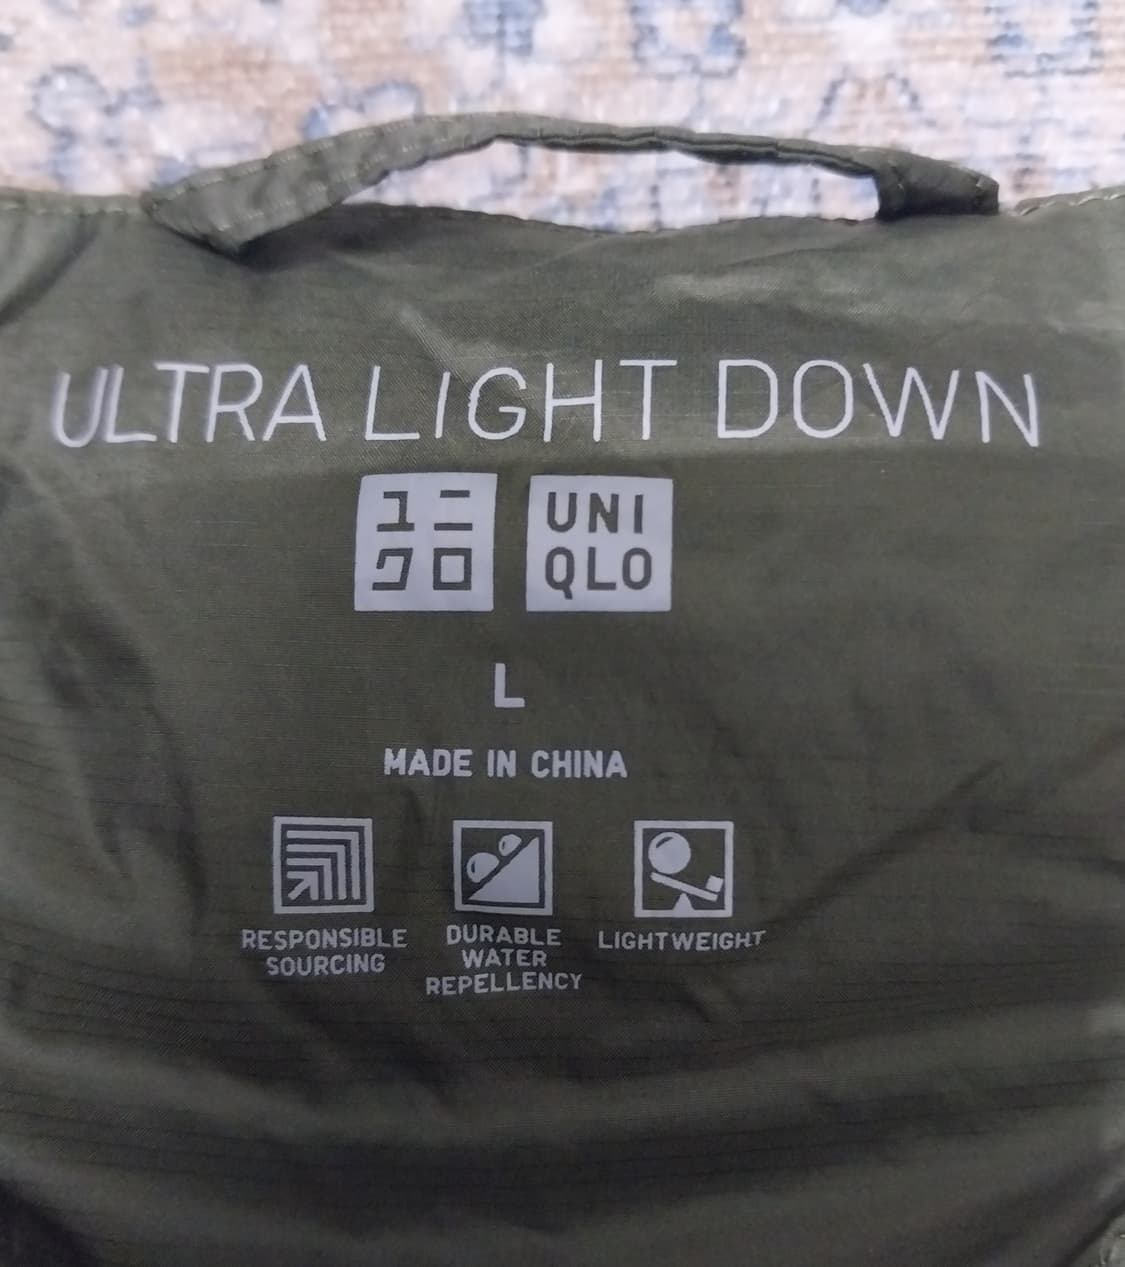 ULTRA LIGHT DOWN
ユニ UNI
クロ QLO
L
MADE IN CHINA
RESPONSIBLE SOURCING
DURABLE WATER REPELLENCY
LIGHTWEIGHT